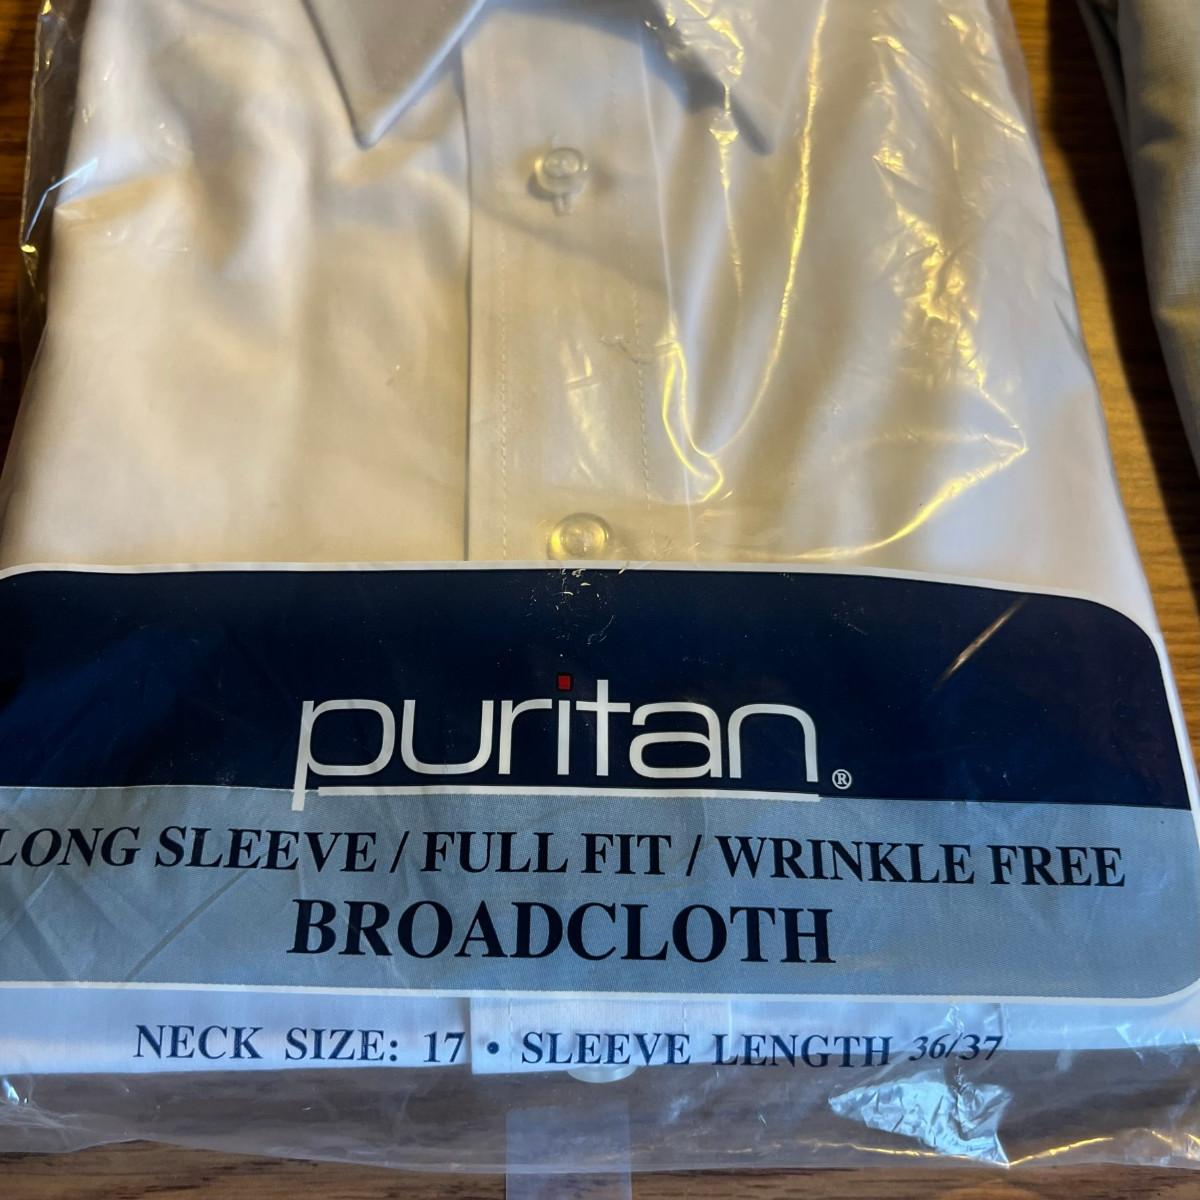 puritan®
LONG SLEEVE / FULL FIT / WRINKLE FREE
BROADCLOTH
NECK SIZE: 17 • SLEEVE LENGTH 36/37